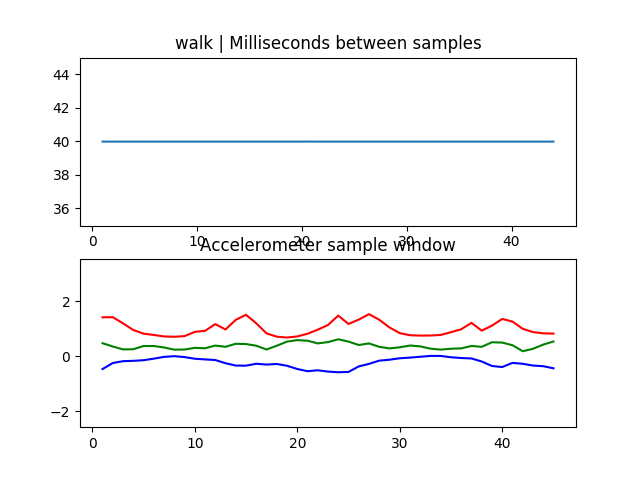 walk | Milliseconds between samples
44
42
40
38
36
0 10 20 30 40
Accelerometer sample window
2
0
−2
0 10 20 30 40